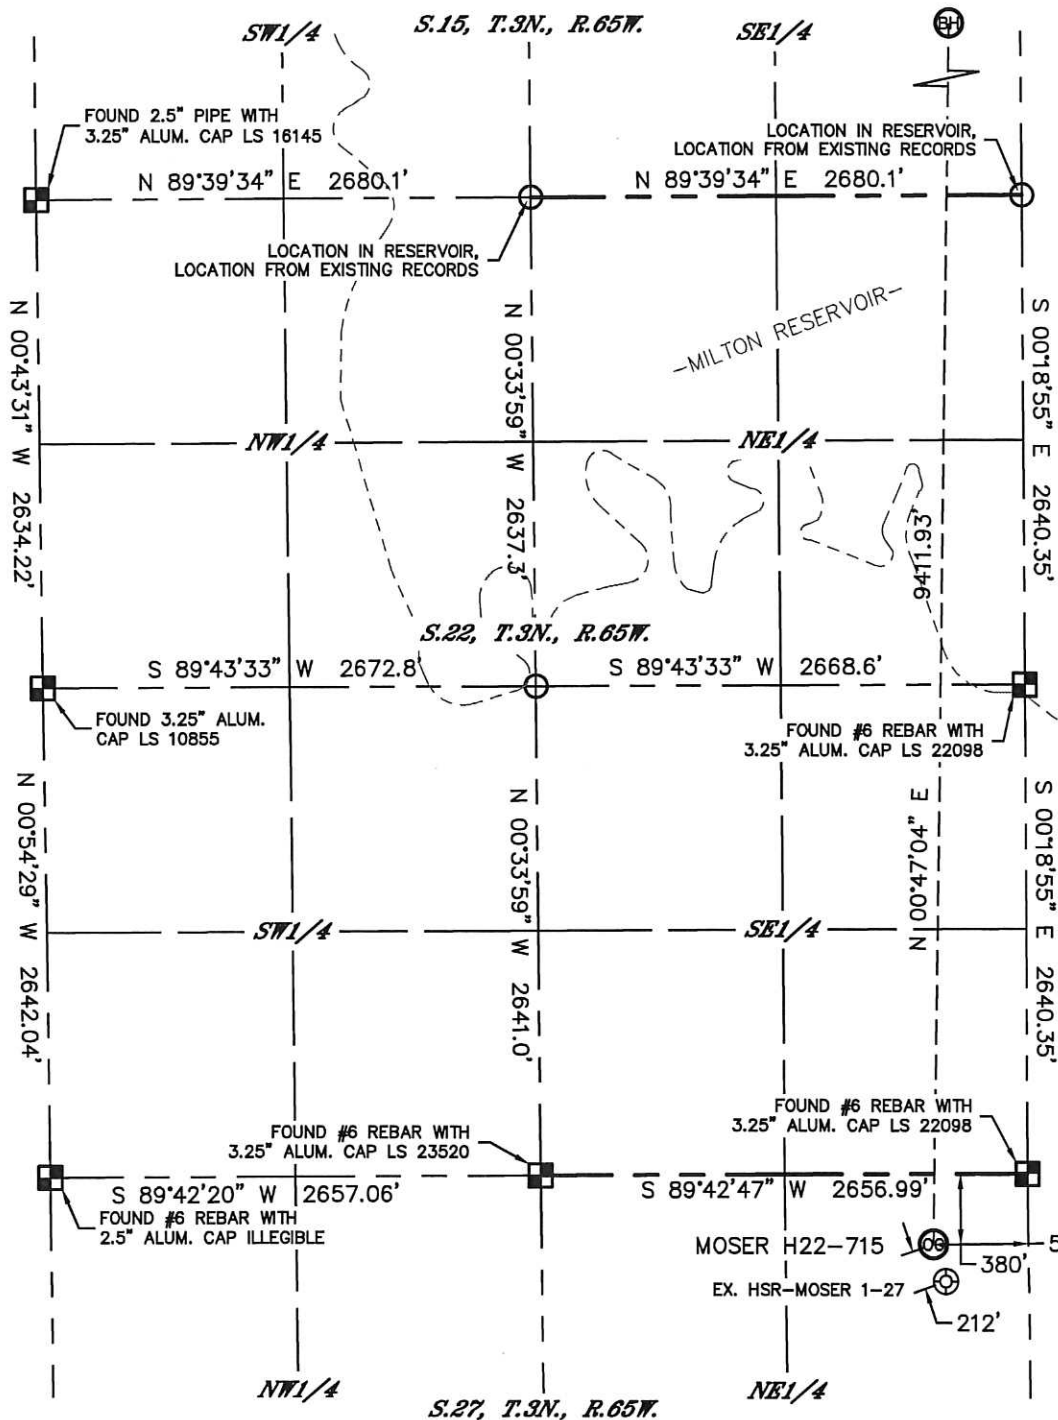 SW1/4
S.15, T.3N., R.65W.
SE1/4
BH
FOUND 2.5" PIPE WITH
3.25" ALUM. CAP LS 16145
LOCATION IN RESERVOIR,
LOCATION FROM EXISTING RECORDS
N 89°39'34" E 2680.1'
N 89°39'34" E 2680.1'
LOCATION IN RESERVOIR,
LOCATION FROM EXISTING RECORDS
N 00°43'31" W 2634.22'
N 00°33'59" W 2637.3'
-MILTON RESERVOIR-
S 00°18'55" E 2640.35'
NW1/4
NE1/4
9411.93'
S.22, T.3N., R.65W.
S 89°43'33" W 2672.8'
S 89°43'33" W 2668.6'
FOUND 3.25" ALUM.
CAP LS 10855
FOUND #6 REBAR WITH
3.25" ALUM. CAP LS 22098
N 00°54'29" W 2642.04'
N 00°33'59" W 2641.0'
N 00°47'04" E
S 00°18'55" E 2640.35'
SW1/4
SE1/4
FOUND #6 REBAR WITH
3.25" ALUM. CAP LS 23520
FOUND #6 REBAR WITH
3.25" ALUM. CAP LS 22098
S 89°42'20" W 2657.06'
S 89°42'47" W 2656.99'
FOUND #6 REBAR WITH
2.5" ALUM. CAP ILLEGIBLE
MOSER H22-715
OG
5
380'
EX. HSR-MOSER 1-27
212'
NW1/4
NE1/4
S.27, T.3N., R.65W.